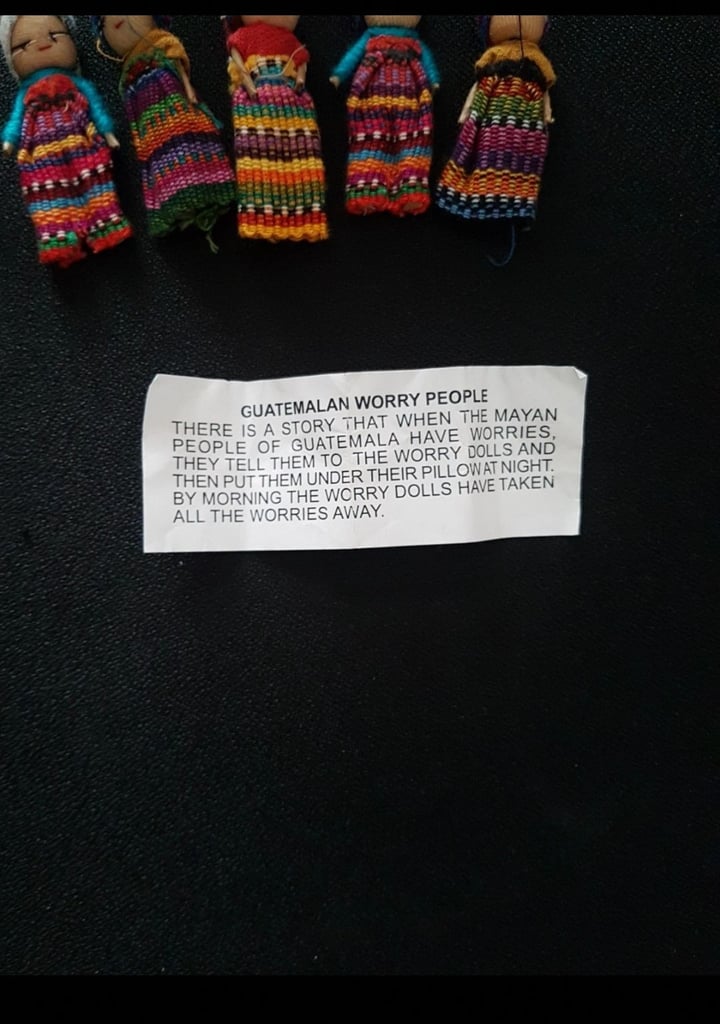 GUATEMALAN WORRY PEOPLE
THERE IS A STORY THAT WHEN THE MAYAN
PEOPLE OF GUATEMALA HAVE WORRIES,
THEY TELL THEM TO THE WORRY DOLLS AND
THEN PUT THEM UNDER THEIR PILLOW AT NIGHT.
BY MORNING THE WORRY DOLLS HAVE TAKEN
ALL THE WORRIES AWAY.